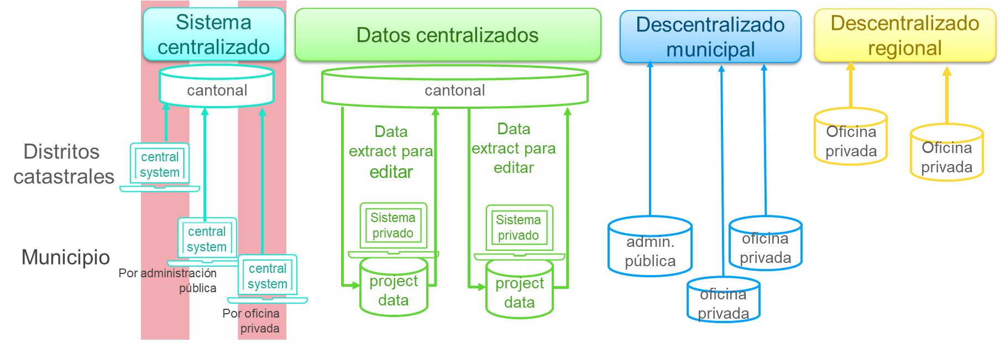 Sistema
centralizado
Datos centralizados
Descentralizado
municipal
Descentralizado
regional
cantonal
cantonal
Distritos
catastrales
Municipio
central
system
central
system
Por administración
pública
central
system
Por oficina
privada
Data
extract para
editar
Sistema
privado
project
data
Data
extract para
editar
Sistema
privado
project
data
admin.
pública
oficina
privada
oficina
privada
Oficina
privada
Oficina
privada